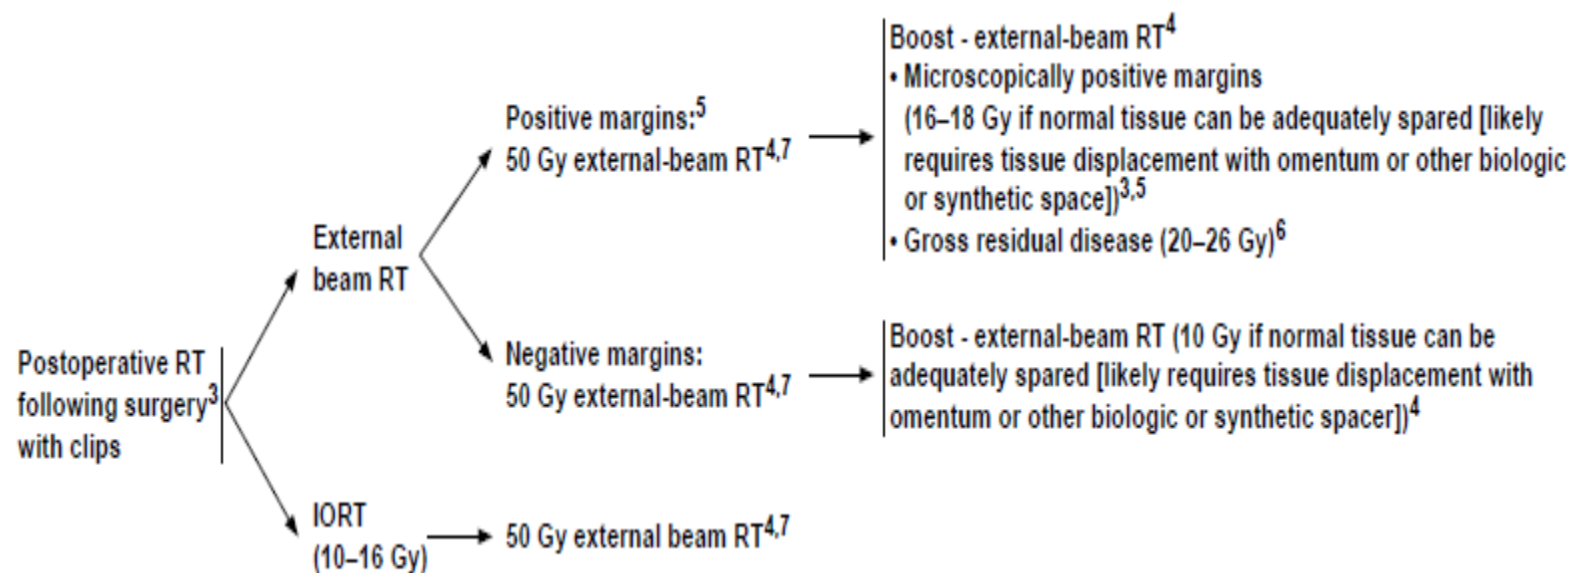 Postoperative RT
following surgery3
with clips
External
beam RT
Positive margins:5
50 Gy external-beam RT4,7
Boost - external-beam RT4
• Microscopically positive margins
(16–18 Gy if normal tissue can be adequately spared [likely
requires tissue displacement with omentum or other biologic
or synthetic space])3,5
• Gross residual disease (20–26 Gy)6
Negative margins:
50 Gy external-beam RT4,7
Boost - external-beam RT (10 Gy if normal tissue can be
adequately spared [likely requires tissue displacement with
omentum or other biologic or synthetic spacer])4
IORT
(10–16 Gy)
50 Gy external beam RT4,7